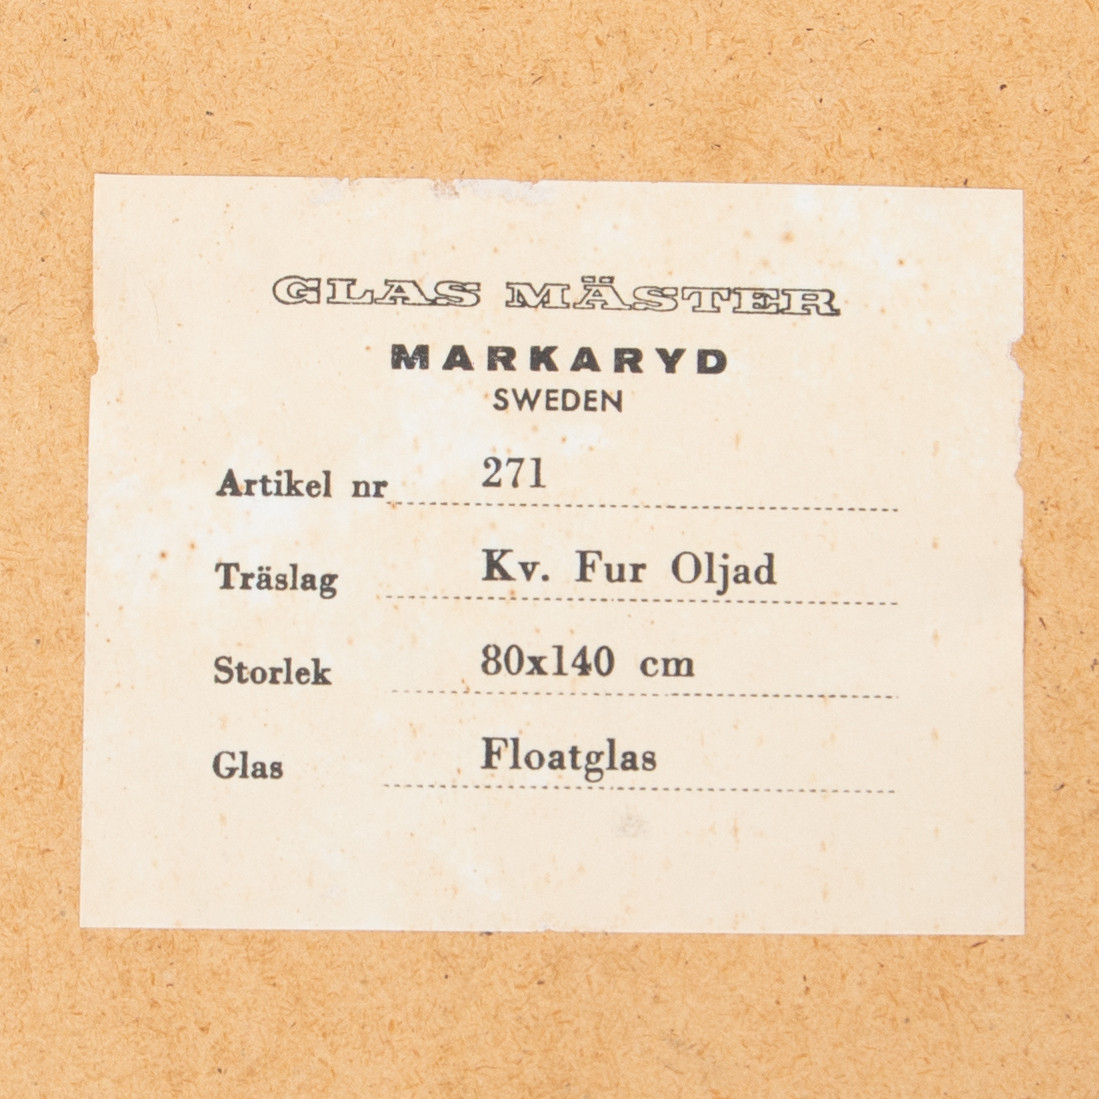 GLAS MÄSTER
MARKARYD
SWEDEN
Artikel nr 271
Träslag Kv. Fur Oljad
Storlek 80x140 cm
Glas Floatglas